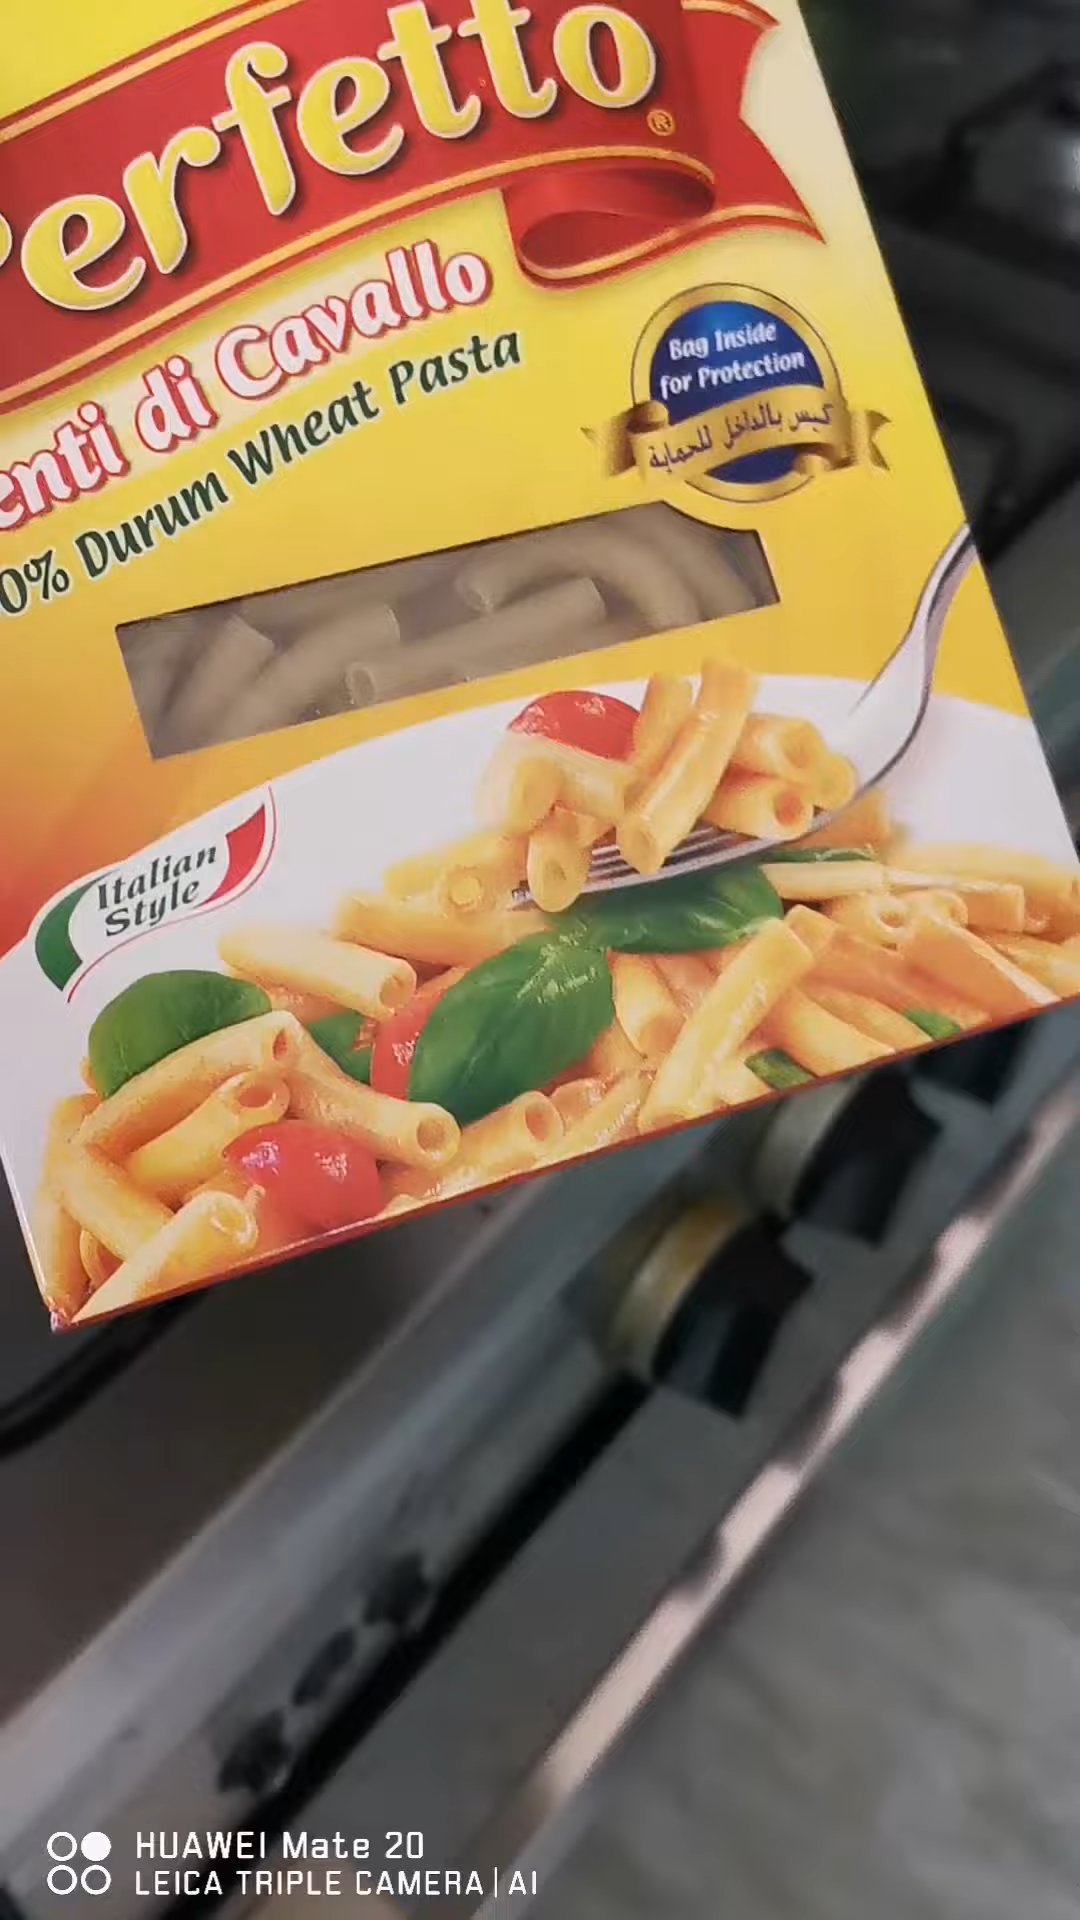 Perfetto®
enti di Cavallo
0% Durum Wheat Pasta
Bag Inside
for Protection
كيس بالداخل للحماية
Italian
Style
HUAWEI Mate 20
LEICA TRIPLE CAMERA | AI